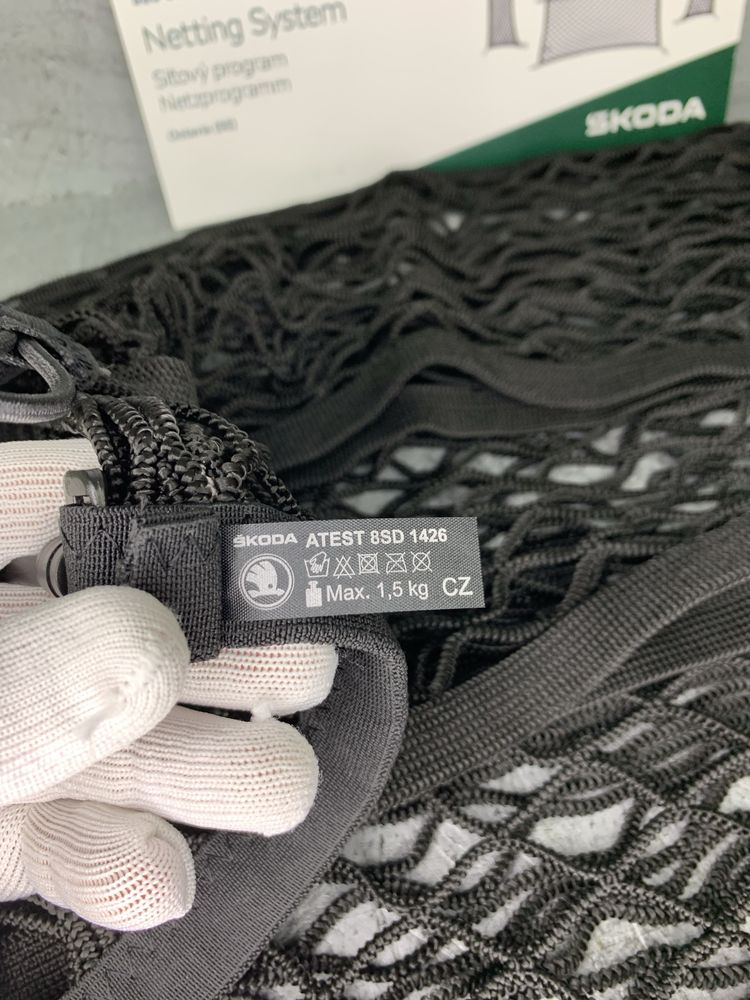 Netting System
Síťový program
Netzprogramm
ŠKODA
ŠKODA ATEST 8SD 1426
Max. 1,5 kg CZ